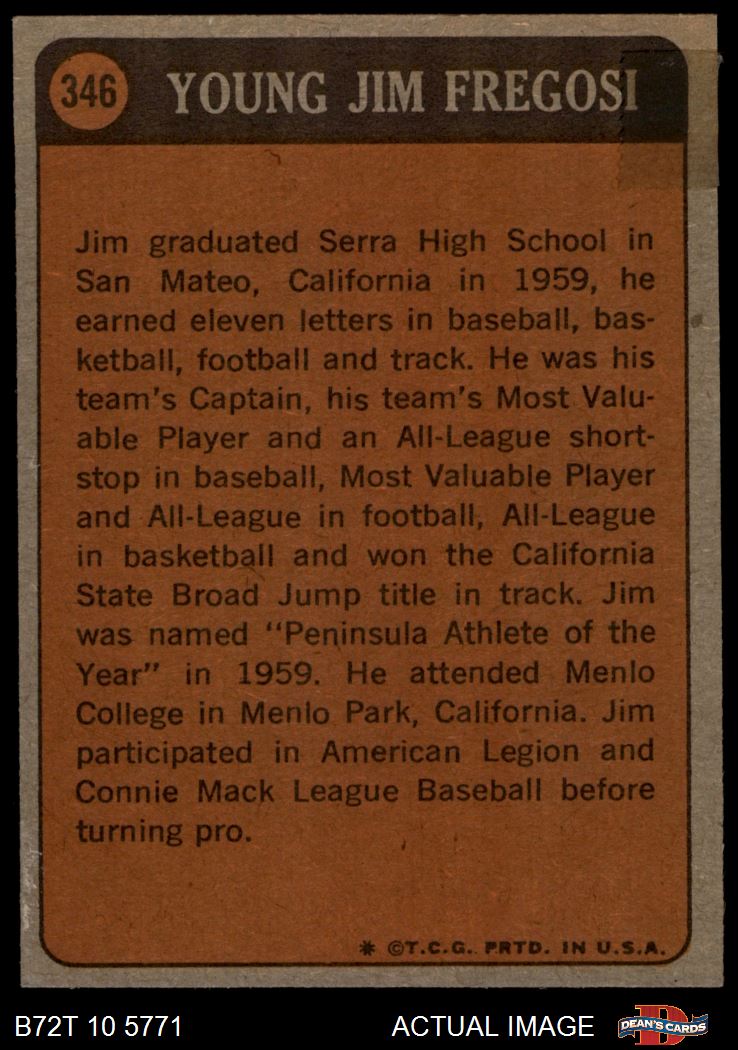 346 YOUNG JIM FREGOSI
Jim graduated Serra High School in
San Mateo, California in 1959, he
earned eleven letters in baseball, bas-
ketball, football and track. He was his
team's Captain, his team's Most Valu-
able Player and an All-League short-
stop in baseball, Most Valuable Player
and All-League in football, All-League
in basketball and won the California
State Broad Jump title in track. Jim
was named “Peninsula Athlete of the
Year” in 1959. He attended Menlo
College in Menlo Park, California. Jim
participated in American Legion and
Connie Mack League Baseball before
turning pro.
* ©T.C.G. PRTD. IN U.S.A.
B72T 10 5771 ACTUAL IMAGE D DEAN'S CARDS